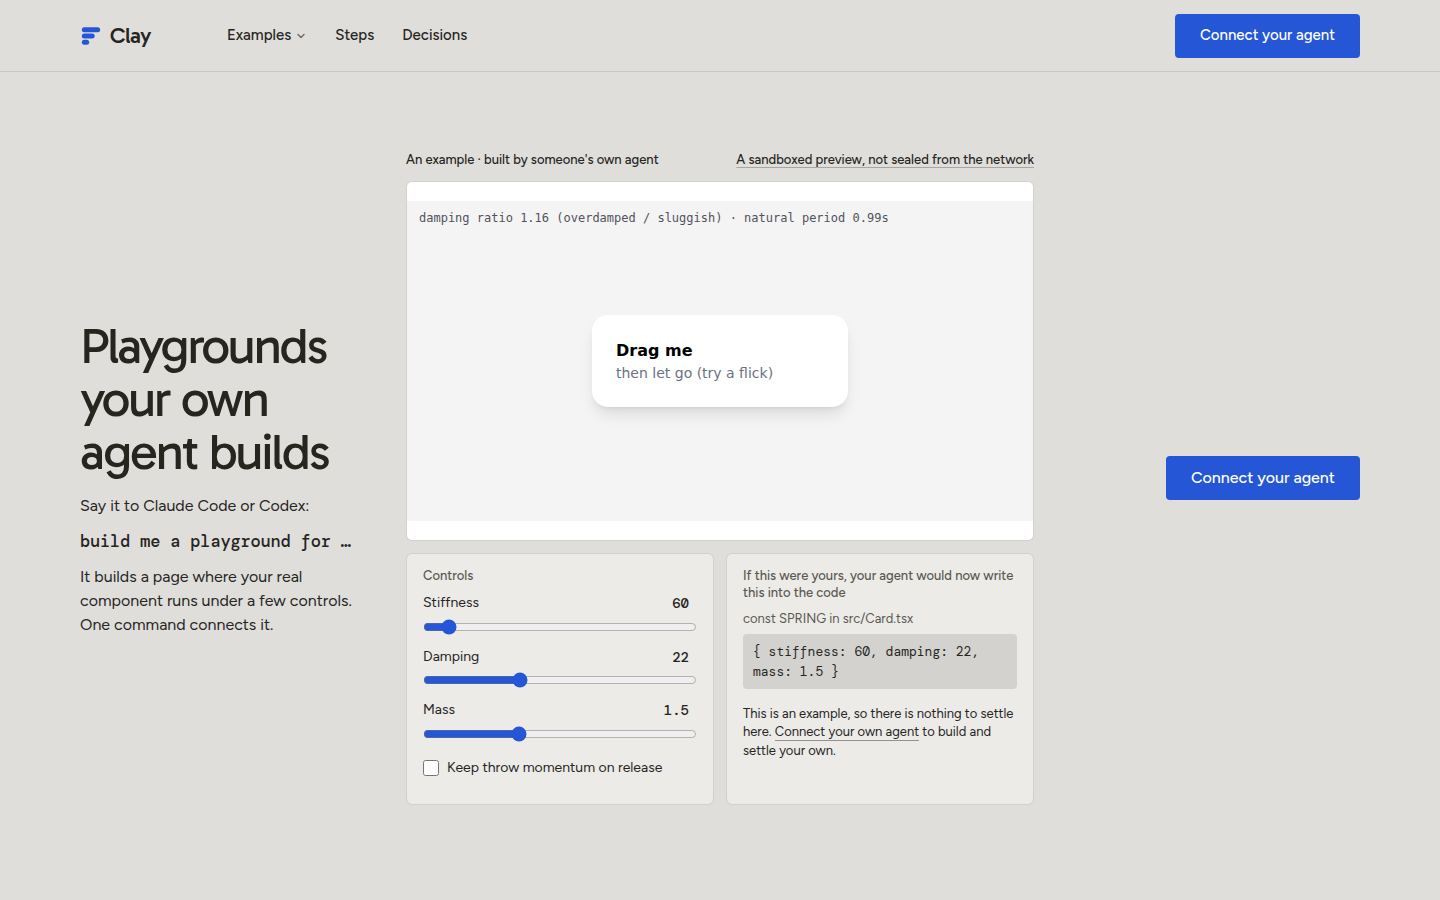 Clay
Examples
Steps
Decisions
Connect your agent
An example · built by someone's own agent
A sandboxed preview, not sealed from the network
damping ratio 1.16 (overdamped / sluggish) · natural period 0.99s
Drag me
then let go (try a flick)
Playgrounds
your own
agent builds
Say it to Claude Code or Codex:
build me a playground for …
It builds a page where your real
component runs under a few controls.
One command connects it.
Connect your agent
Controls
Stiffness 60
Damping 22
Mass 1.5
Keep throw momentum on release
If this were yours, your agent would now write
this into the code
const SPRING in src/Card.tsx
{ stiffness: 60, damping: 22,
mass: 1.5 }
This is an example, so there is nothing to settle
here. Connect your own agent to build and
settle your own.